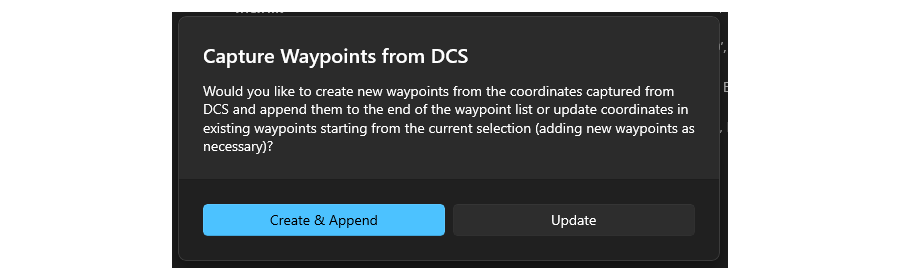 Capture Waypoints from DCS
Would you like to create new waypoints from the coordinates captured from
DCS and append them to the end of the waypoint list or update coordinates in
existing waypoints starting from the current selection (adding new waypoints as
necessary)?
Create & Append
Update